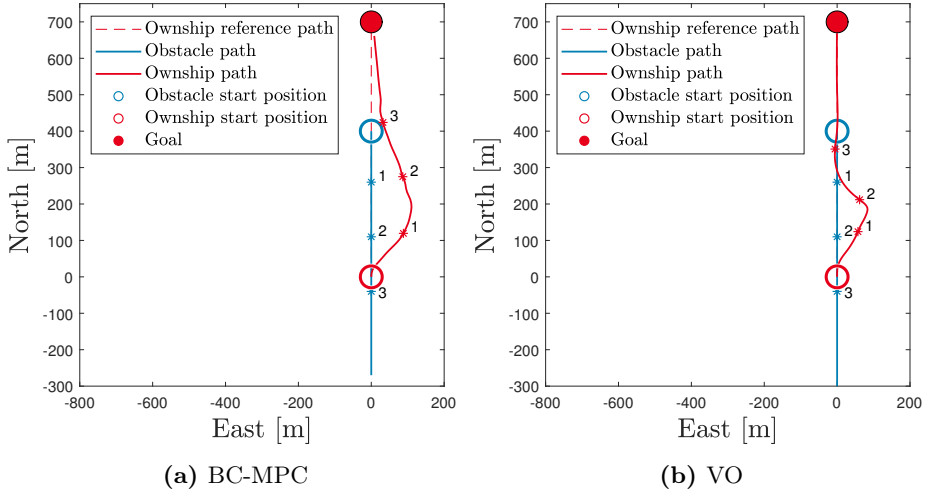 700
600
500
400
300
200
100
0
-100
-200
-300
North [m]
Ownship reference path
Obstacle path
Ownship path
Obstacle start position
Ownship start position
Goal
3
2
1
1
2
3
-800 -600 -400 -200 0 200
East [m]
(a) BC-MPC
700
600
500
400
300
200
100
0
-100
-200
-300
North [m]
Ownship reference path
Obstacle path
Ownship path
Obstacle start position
Ownship start position
Goal
3
1
2
1
2
3
-800 -600 -400 -200 0 200
East [m]
(b) VO